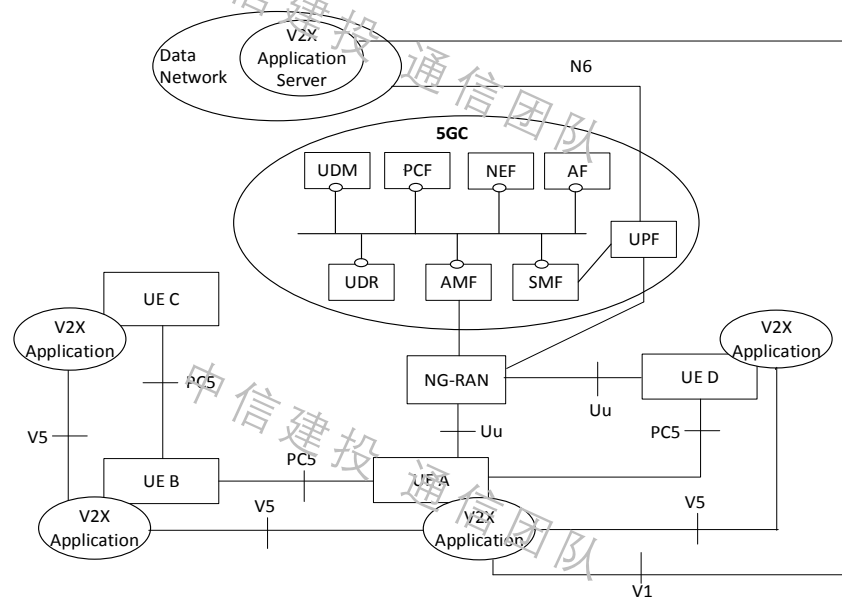 中信建投 通信团队
V2X
Application
Server
Data
Network
N6
5GC
UDM
PCF
NEF
AF
UPF
UDR
AMF
SMF
UE C
V2X
Application
V2X
Application
NG-RAN
UE D
PC5
Uu
Uu
PC5
V5
中信建投 通信团队
PC5
UE B
UE A
V5
V5
V2X
Application
V2X
Application
V1